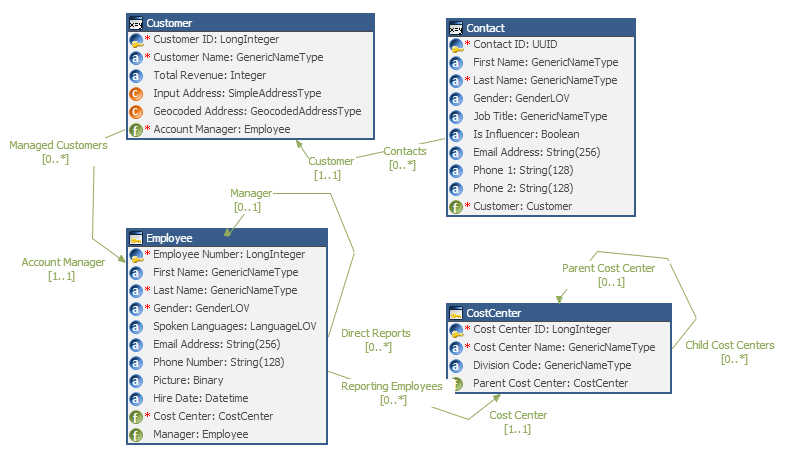 Customer
* Customer ID: LongInteger
* Customer Name: GenericNameType
Total Revenue: Integer
Input Address: SimpleAddressType
Geocoded Address: GeocodedAddressType
* Account Manager: Employee
Contact
* Contact ID: UUID
First Name: GenericNameType
* Last Name: GenericNameType
Gender: GenderLOV
Job Title: GenericNameType
Is Influencer: Boolean
Email Address: String(256)
Phone 1: String(128)
Phone 2: String(128)
* Customer: Customer
Managed Customers
[0..*]
Customer
[1..1]
Contacts
[0..*]
Manager
[0..1]
Account Manager
[1..1]
Employee
* Employee Number: LongInteger
First Name: GenericNameType
* Last Name: GenericNameType
* Gender: GenderLOV
Spoken Languages: LanguageLOV
Email Address: String(256)
Phone Number: String(128)
Picture: Binary
Hire Date: Datetime
* Cost Center: CostCenter
Manager: Employee
Direct Reports
[0..*]
Reporting Employees
[0..*]
Cost Center
[1..1]
Parent Cost Center
[0..1]
CostCenter
* Cost Center ID: LongInteger
* Cost Center Name: GenericNameType
Division Code: GenericNameType
Parent Cost Center: CostCenter
Child Cost Centers
[0..*]